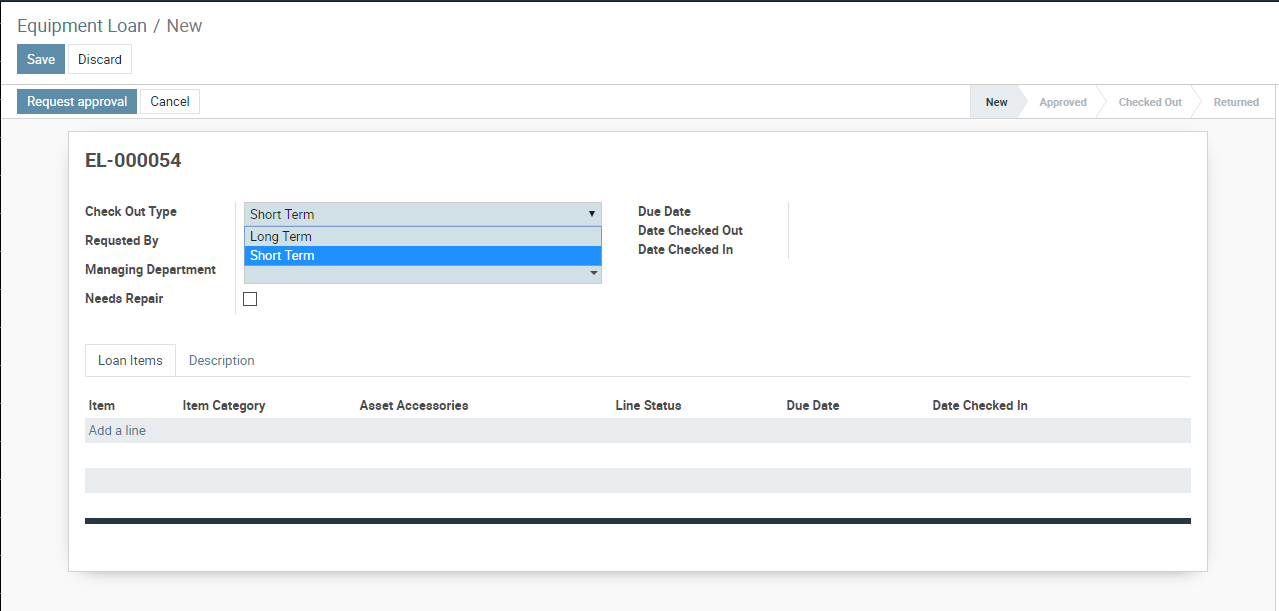 Equipment Loan / New
Save Discard
Request approval Cancel New Approved Checked Out Returned
EL-000054
Check Out Type Short Term Due Date
Long Term Date Checked Out
Requsted By
Short Term Date Checked In
Managing Department
Needs Repair
Loan Items Description
Item Item Category Asset Accessories Line Status Due Date Date Checked In
Add a line